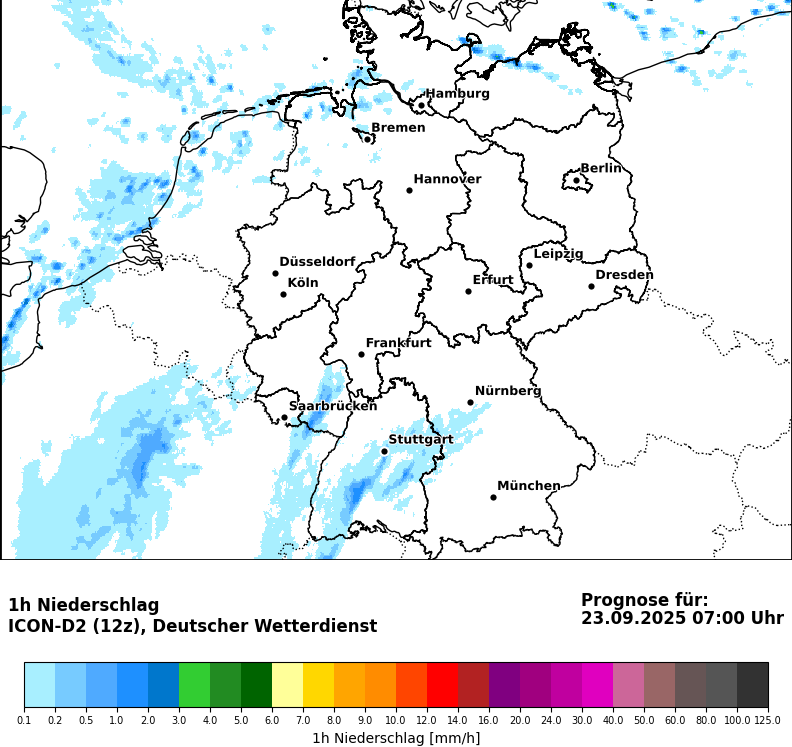 Hamburg
Bremen
Berlin
Hannover
Leipzig
Düsseldorf
Dresden
Köln
Erfurt
Frankfurt
Nürnberg
Saarbrücken
Stuttgart
München
1h Niederschlag
ICON-D2 (12z), Deutscher Wetterdienst
Prognose für:
23.09.2025 07:00 Uhr
0.1 0.2 0.5 1.0 2.0 3.0 4.0 5.0 6.0 7.0 8.0 9.0 10.0 12.0 14.0 16.0 20.0 24.0 30.0 40.0 50.0 60.0 80.0 100.0 125.0
1h Niederschlag [mm/h]